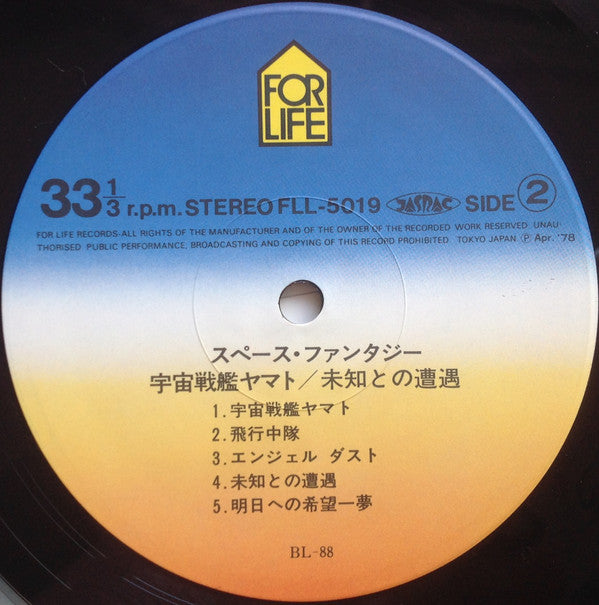 FOR
LIFE
33 1/3 r.p.m. STEREO FLL-5019 JASRAC SIDE 2
FOR LIFE RECORDS-ALL RIGHTS OF THE MANUFACTURER AND OF THE OWNER OF THE RECORDED WORK RESERVED UNAU-
THORISED PUBLIC PERFORMANCE, BROADCASTING AND COPYING OF THIS RECORD PROHIBITED TOKYO JAPAN Ⓟ Apr. '78
スペース・ファンタジー
宇宙戦艦ヤマト／未知との遭遇
1.宇宙戦艦ヤマト
2.飛行中隊
3.エンジェル ダスト
4.未知との遭遇
5.明日への希望一夢
BL-88